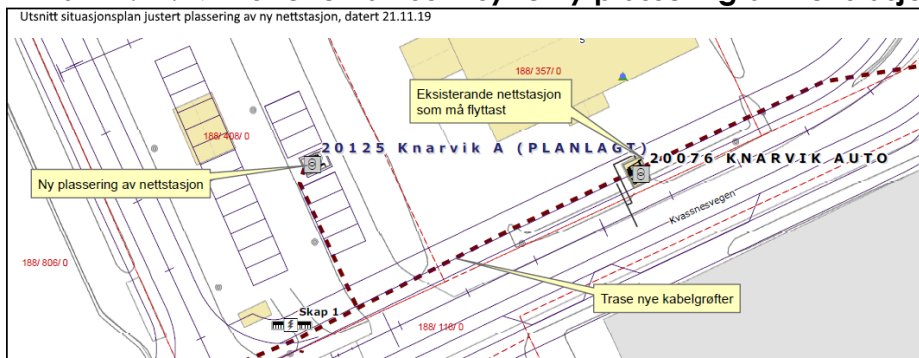 Utsnitt situasjonsplan justert plassering av ny nettstasjon, datert 21.11.19
S
188/ 357/ 0
Eksisterande nettstasjon
som må flyttast
188/ 408/ 0
20125 Knarvik A (PLANLAGT)
20076 KNARVIK AUTO
Ny plassering av nettstasjon
Kvassnesvegen
188/ 806/ 0
Trase nye kabelgrøfter
Skap 1
188/ 110/ 0